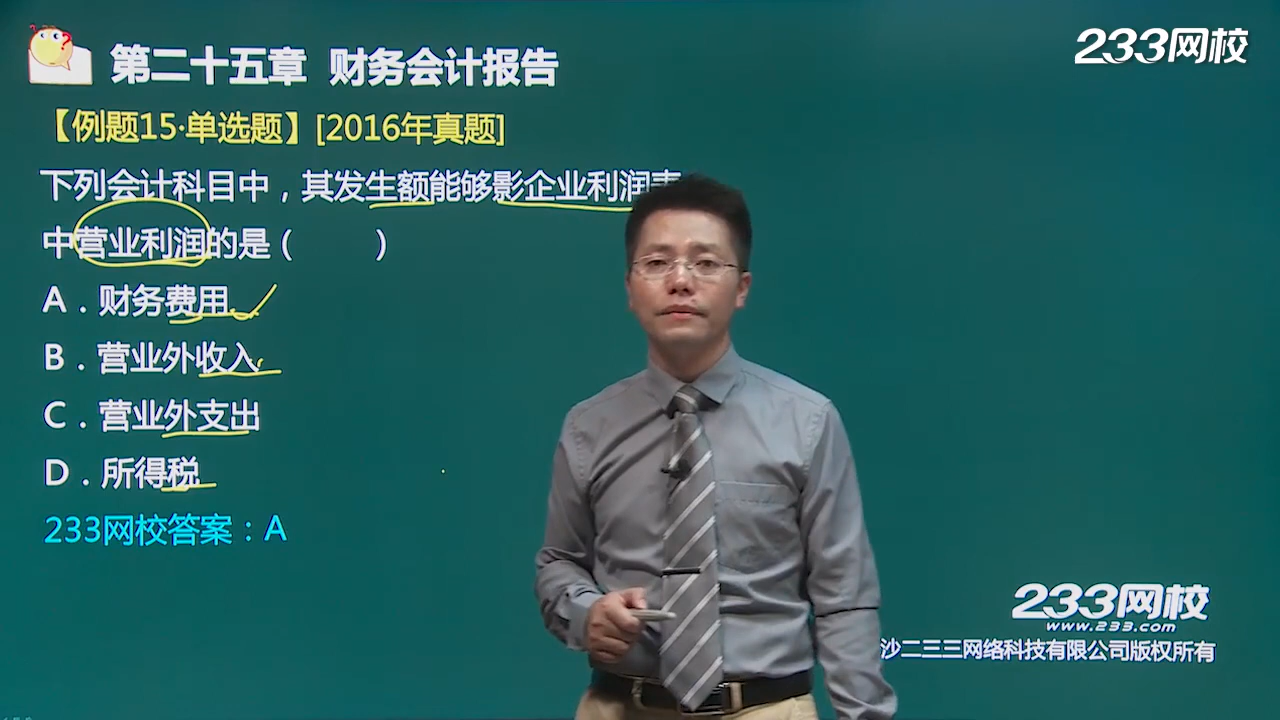 233网校
第二十五章 财务会计报告
【例题15·单选题】[2016年真题]
下列会计科目中，其发生额能够影企业利润
中营业利润的是（　　）
A．财务费用
B．营业外收入
C．营业外支出
D．所得税
233网校答案：A
233网校
www.233.com
沙二三三网络科技有限公司版权所有